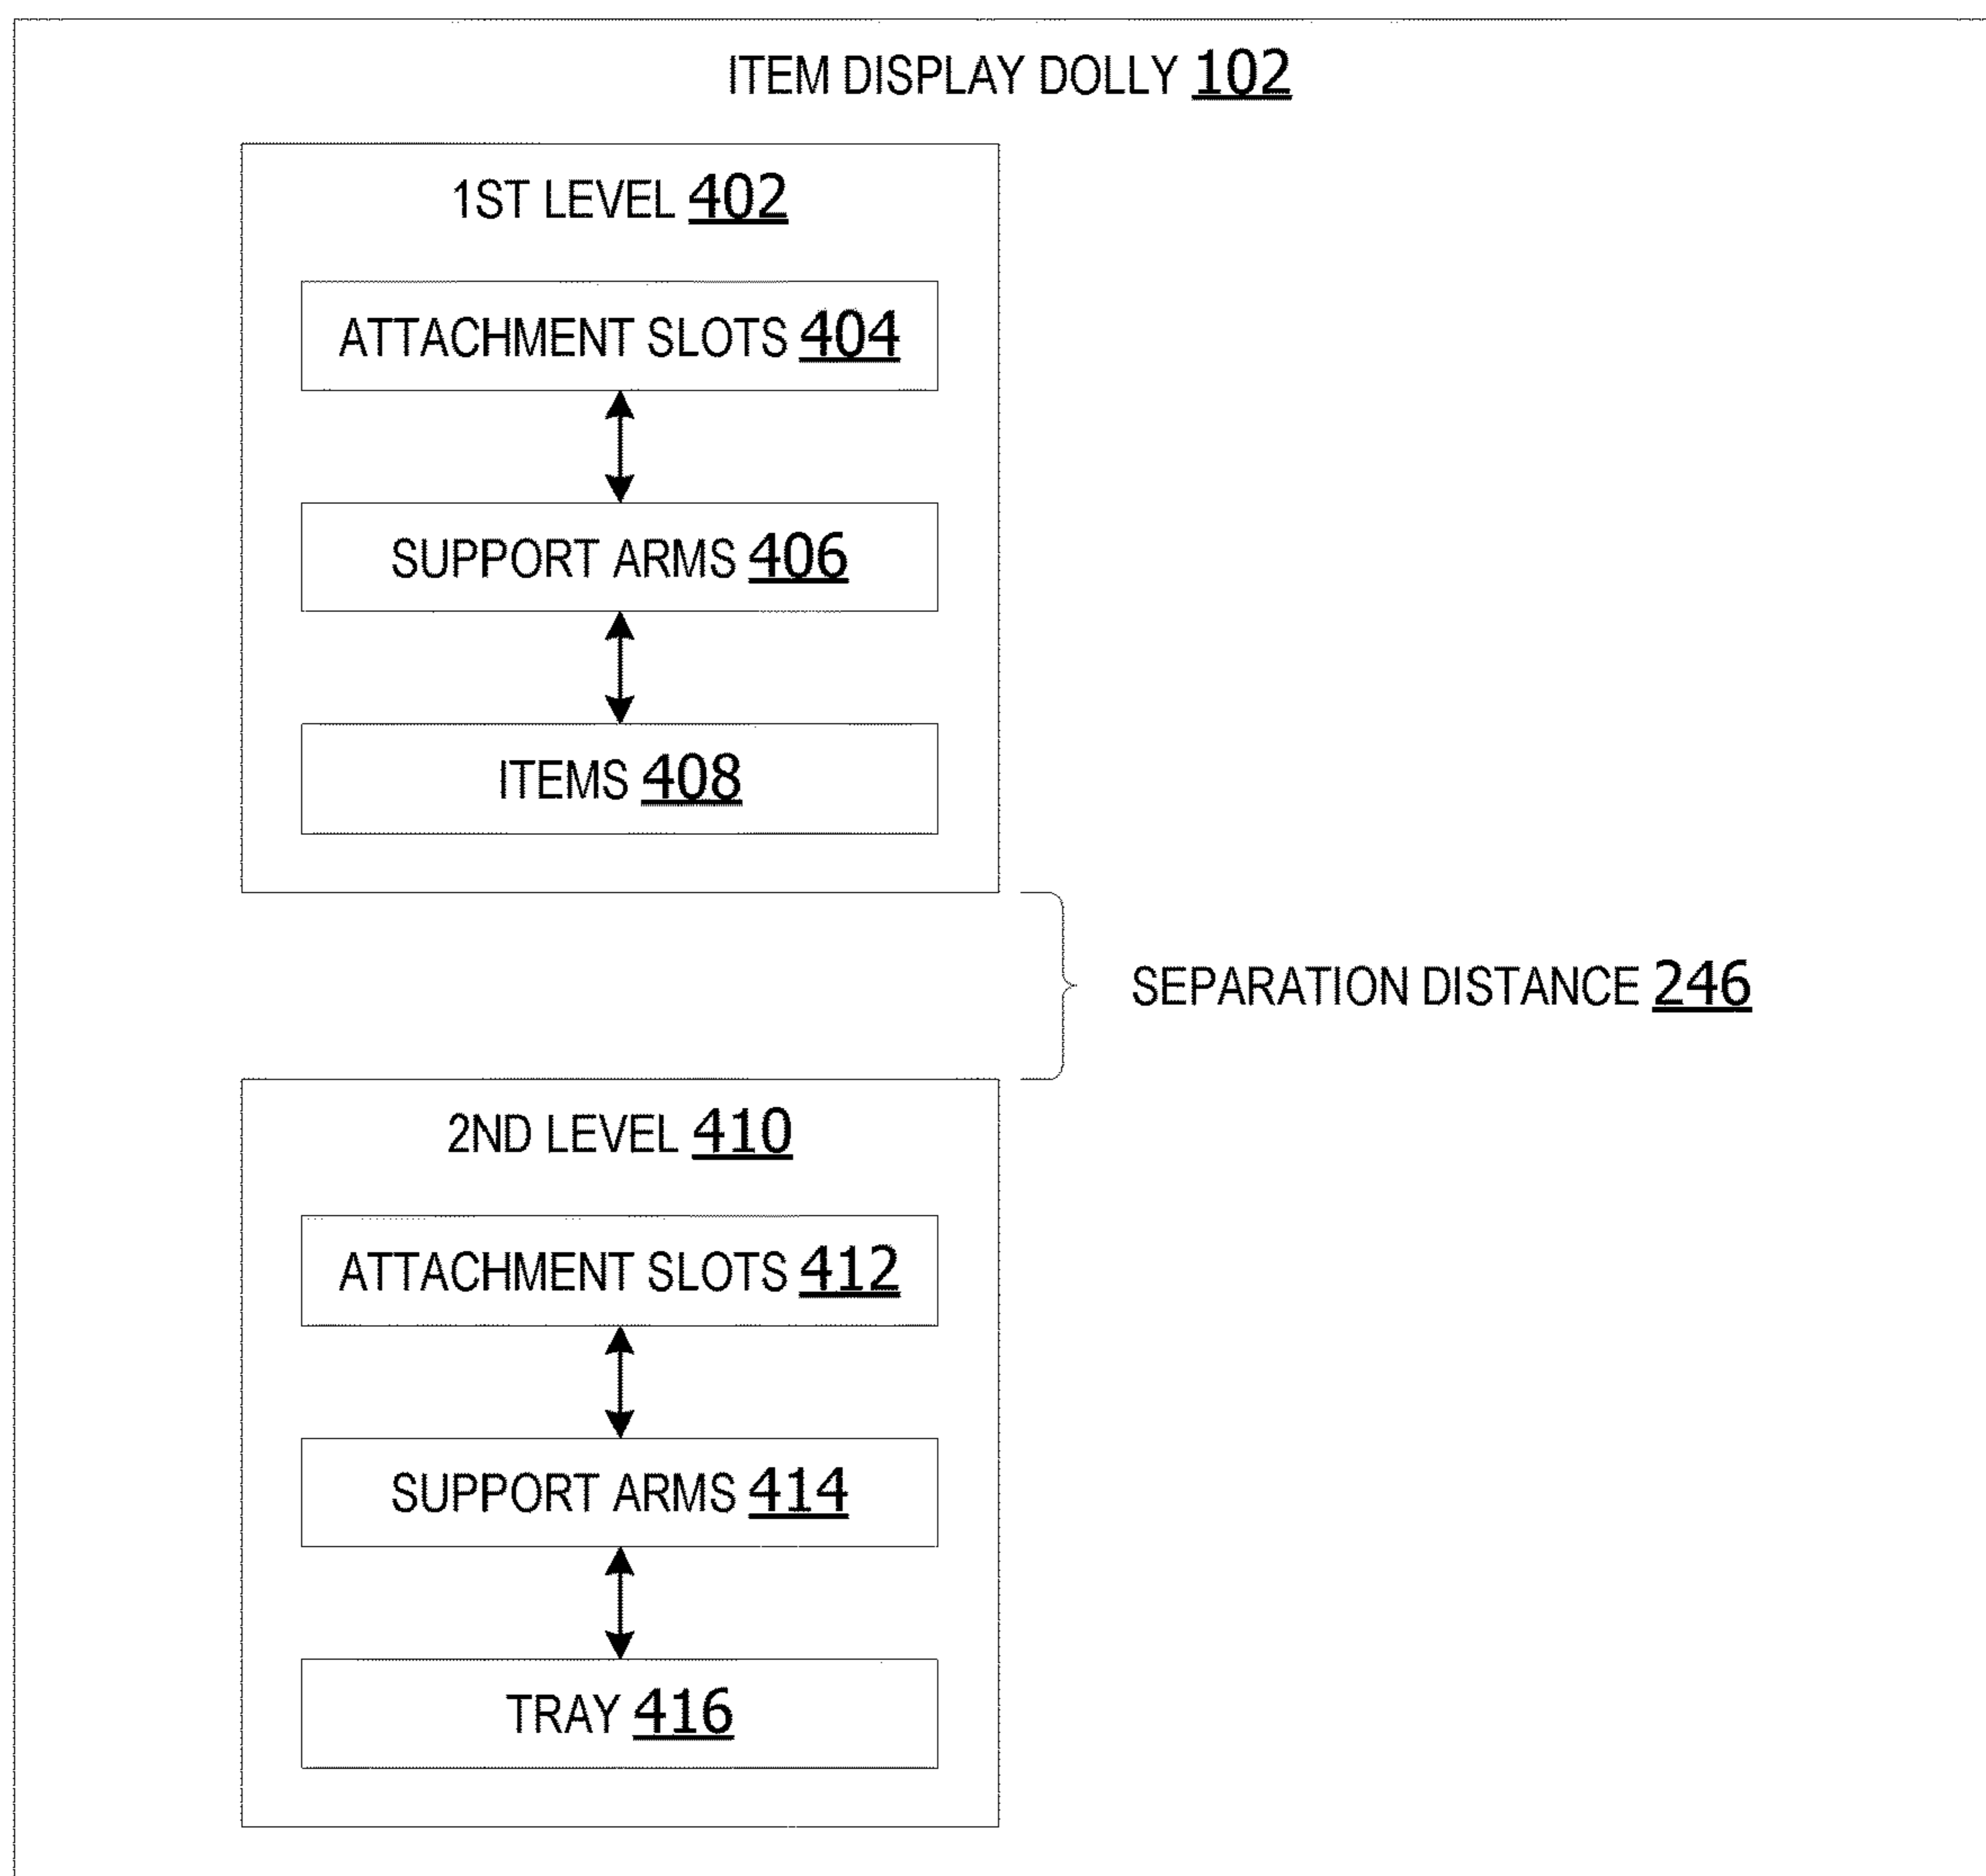 ITEM DISPLAY DOLLY 102
1ST LEVEL 402
ATTACHMENT SLOTS 404
SUPPORT ARMS 406
ITEMS 408
SEPARATION DISTANCE 246
2ND LEVEL 410
ATTACHMENT SLOTS 412
SUPPORT ARMS 414
TRAY 416